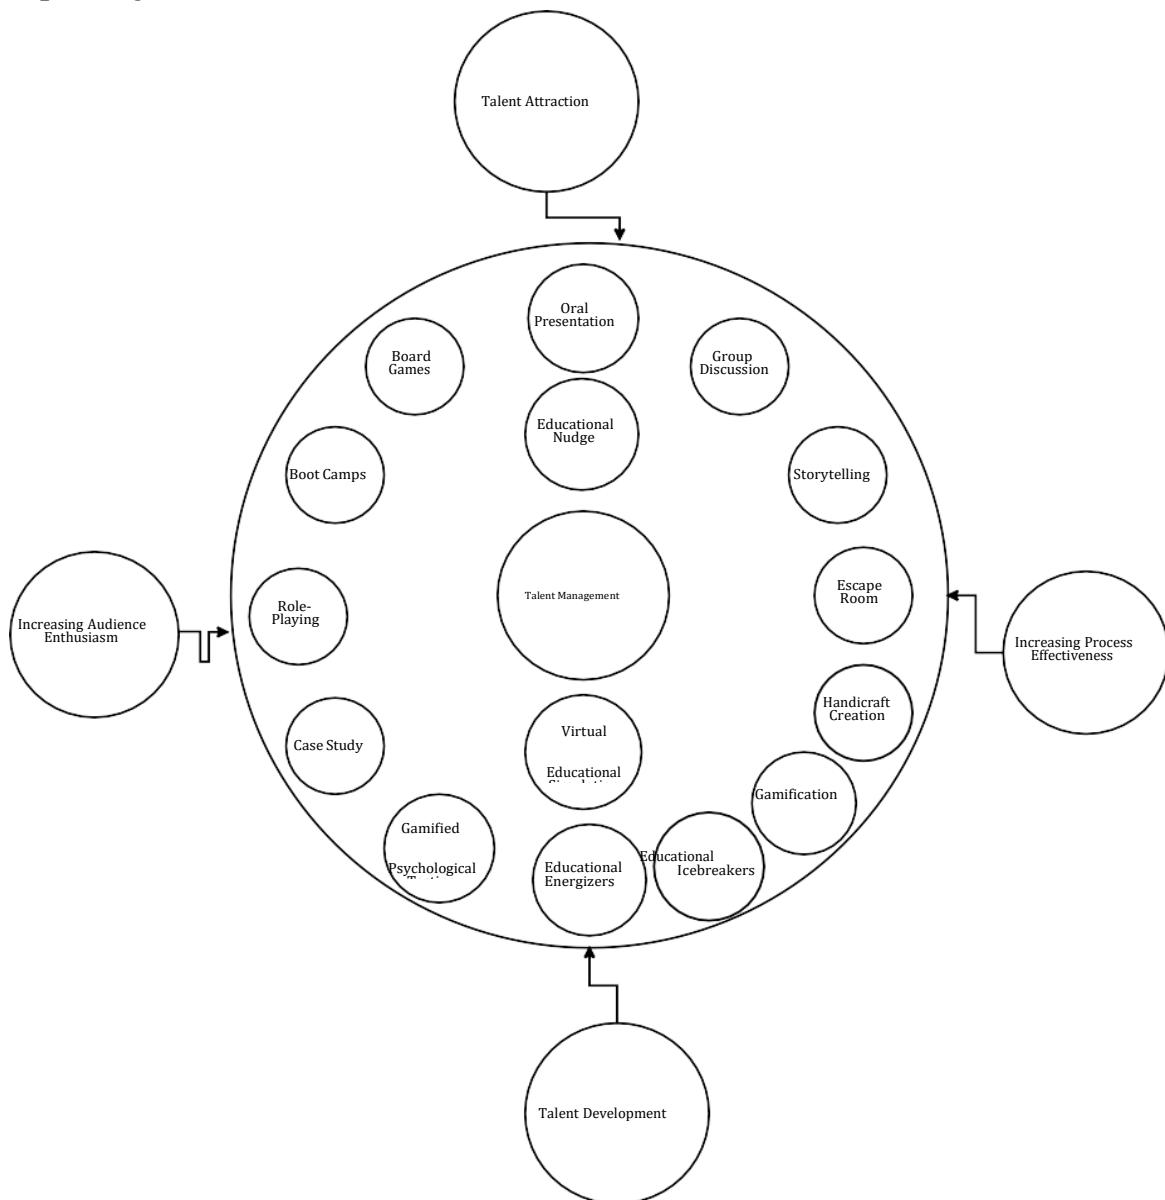 Talent Attraction
Oral
Presentation
Board
Games
Group
Discussion
Educational
Nudge
Boot Camps
Storytelling
Escape
Room
Talent Management
Role-
Playing
Increasing Audience
Enthusiasm
Increasing Process
Effectiveness
Handicraft
Creation
Virtual
Educational
Case Study
Gamification
Gamified
Psychological
Educational
Icebreakers
Educational
Energizers
Talent Development